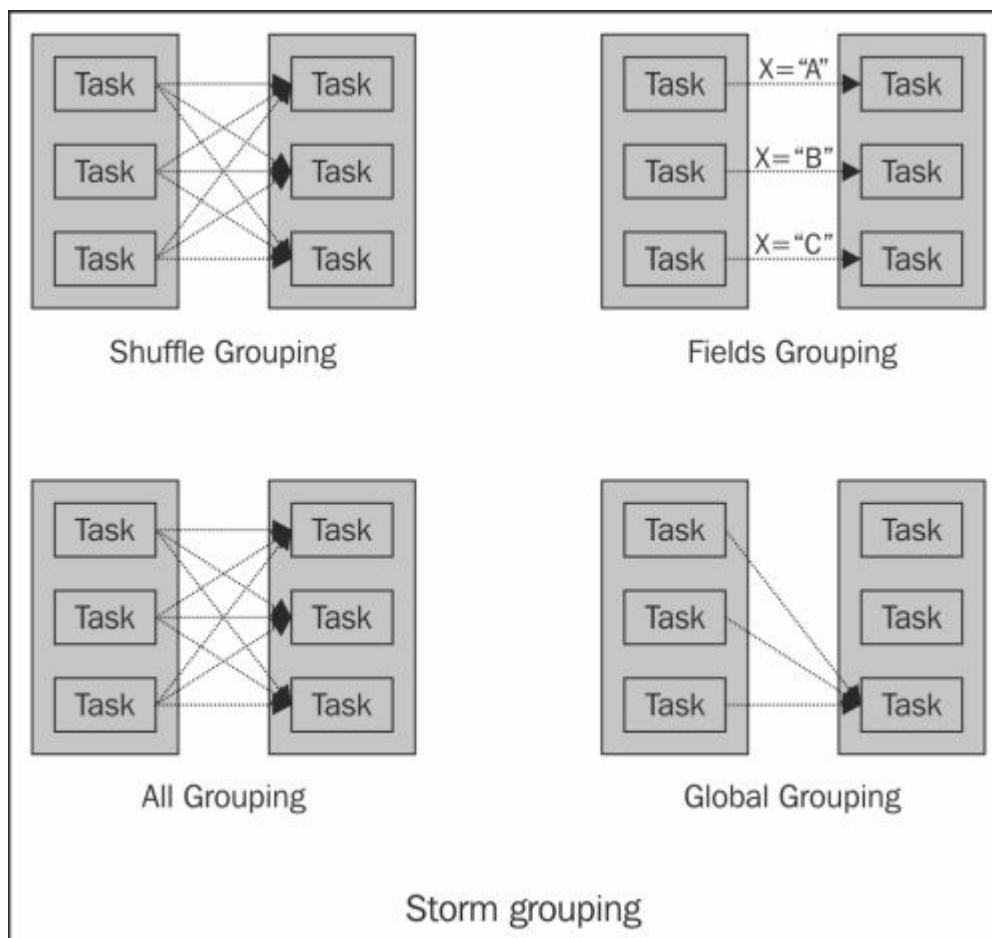 Task
Task
X="A"
Task
Task
Task
Task
X="B"
Task
Task
Task
Task
X="C"
Task
Task
Shuffle Grouping
Fields Grouping
Task
Task
Task
Task
Task
Task
Task
Task
Task
Task
Task
Task
All Grouping
Global Grouping
Storm grouping